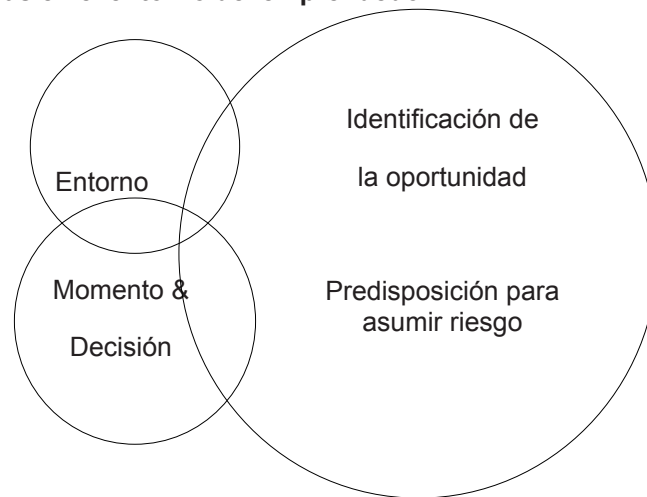 Identificación de
la oportunidad
Entorno
Momento &
Decisión
Predisposición para
asumir riesgo